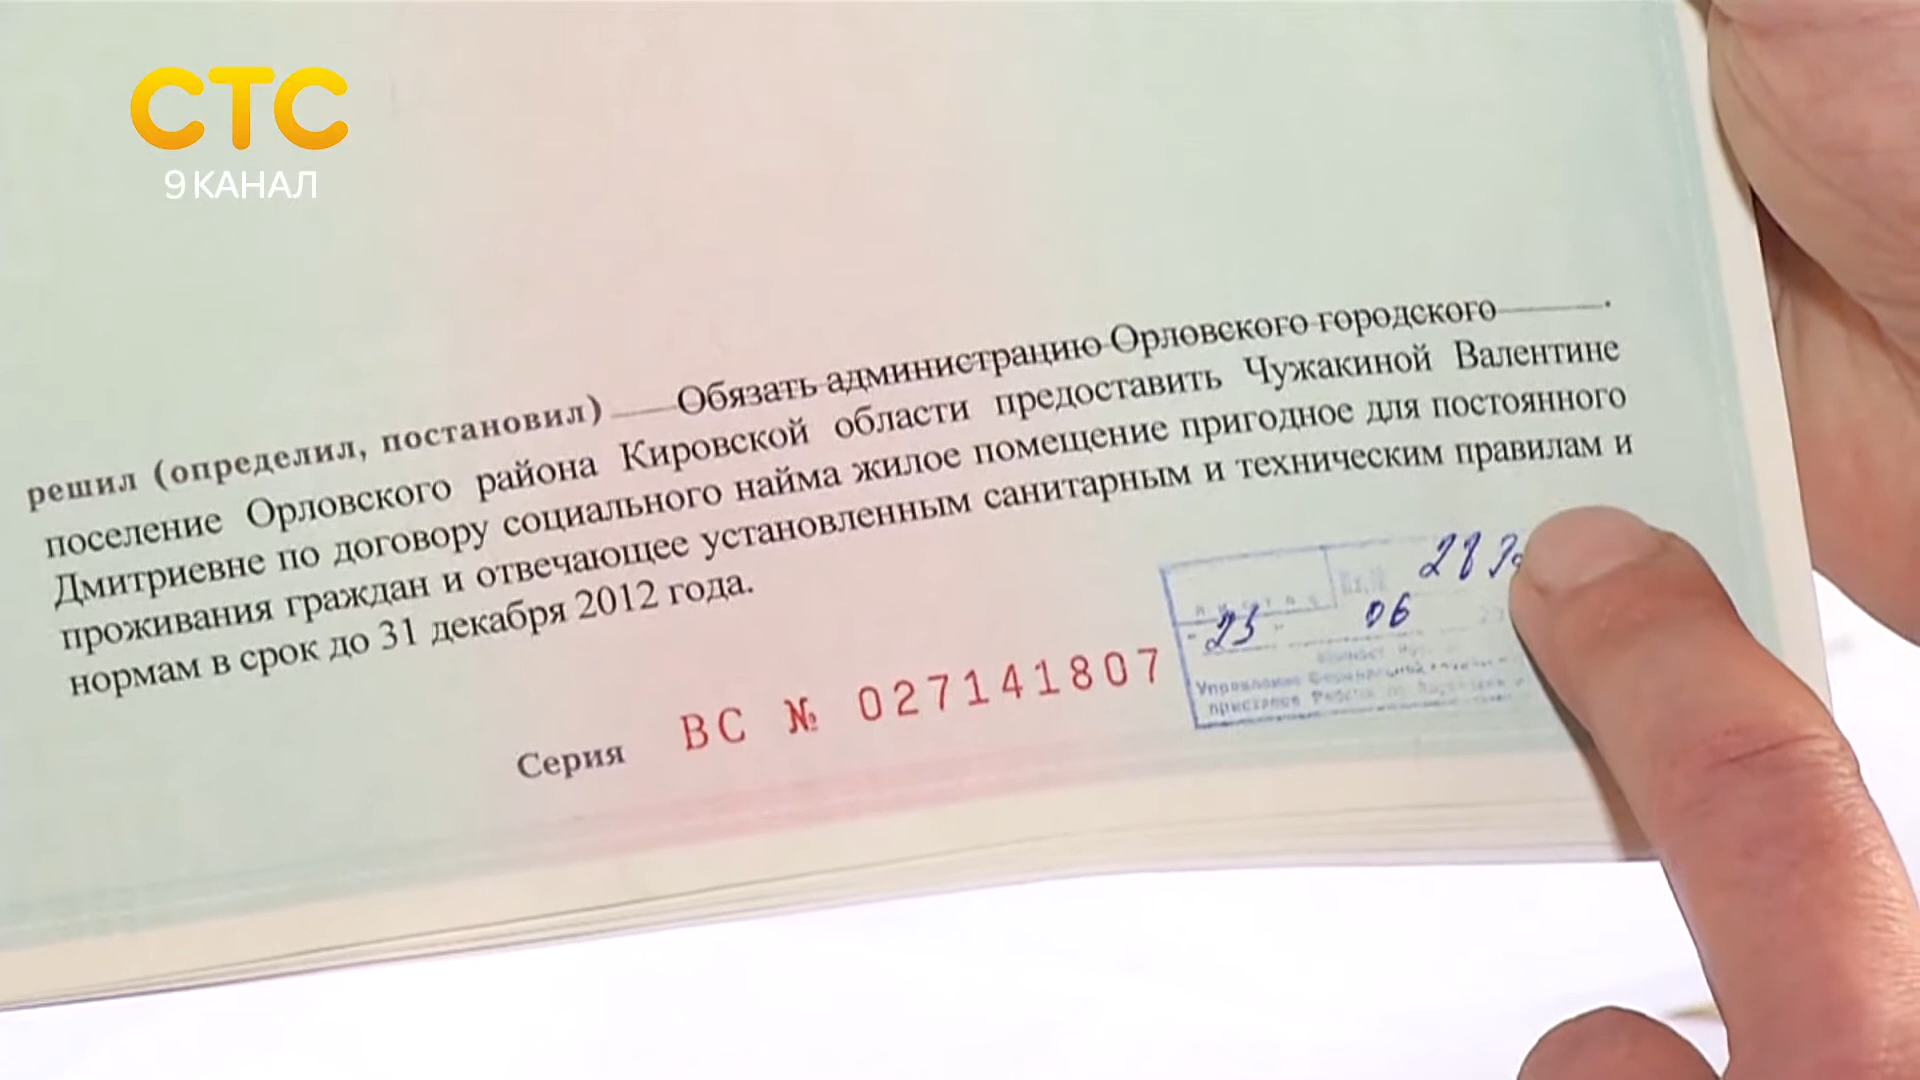 СТС
9 КАНАЛ
решил (определил, постановил) Обязать администрацию Орловского городского
поселение Орловского района Кировской области предоставить Чужакиной Валентине
Дмитриевне по договору социального найма жилое помещение пригодное для постоянного
проживания граждан и отвечающее установленным санитарным и техническим правилам и
нормам в срок до 31 декабря 2012 года.
Серия ВС № 027141807
23 06
Управление
приставов